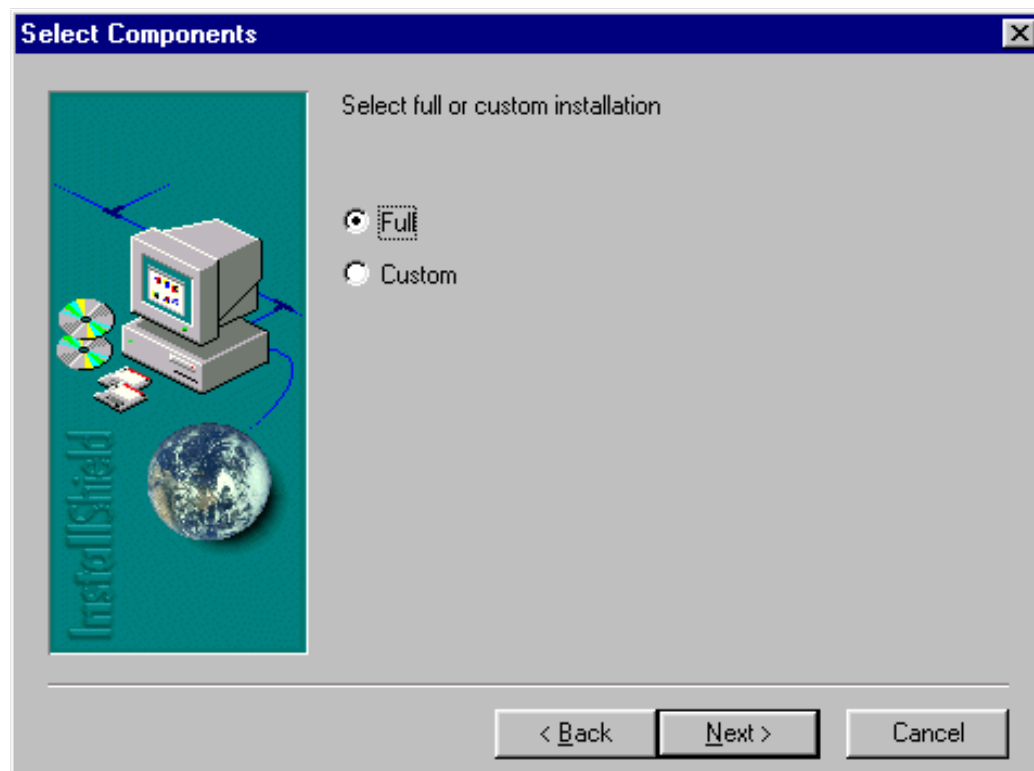 Select Components
Select full or custom installation
Full
Custom
InstallShield
< Back
Next >
Cancel